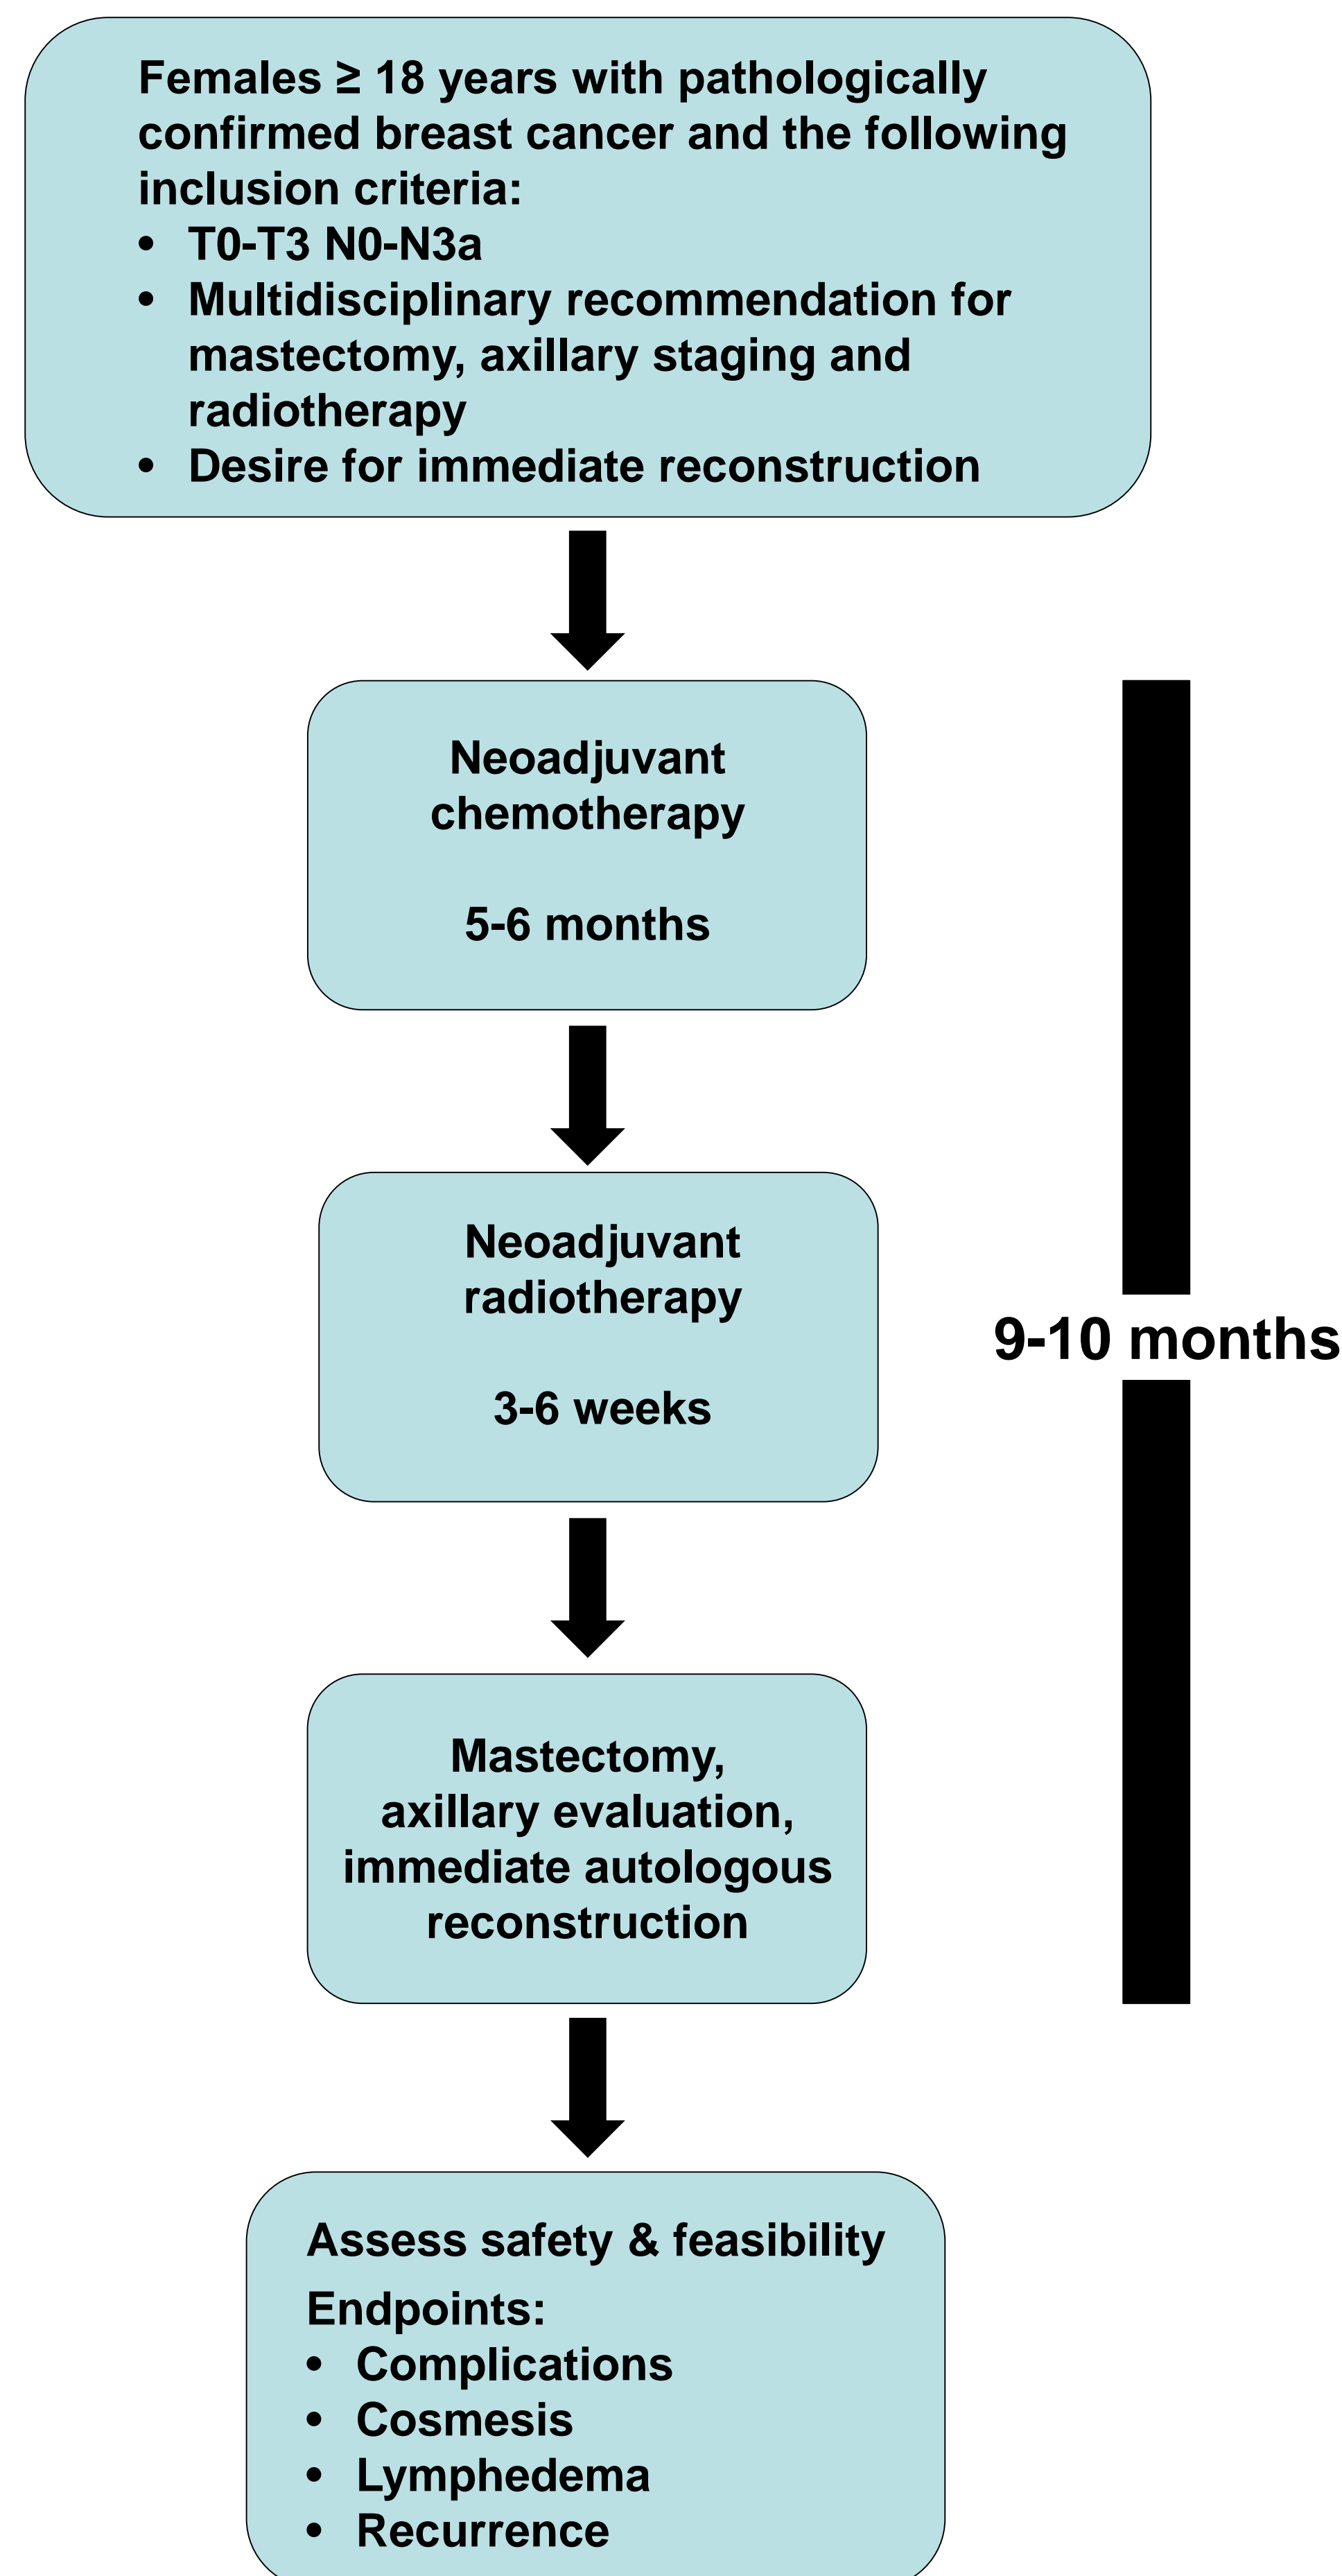 Females ≥ 18 years with pathologically
confirmed breast cancer and the following
inclusion criteria:
• T0-T3 N0-N3a
• Multidisciplinary recommendation for
mastectomy, axillary staging and
radiotherapy
• Desire for immediate reconstruction
Neoadjuvant
chemotherapy
5-6 months
Neoadjuvant
radiotherapy
3-6 weeks
9-10 months
Mastectomy,
axillary evaluation,
immediate autologous
reconstruction
Assess safety & feasibility
Endpoints:
• Complications
• Cosmesis
• Lymphedema
• Recurrence